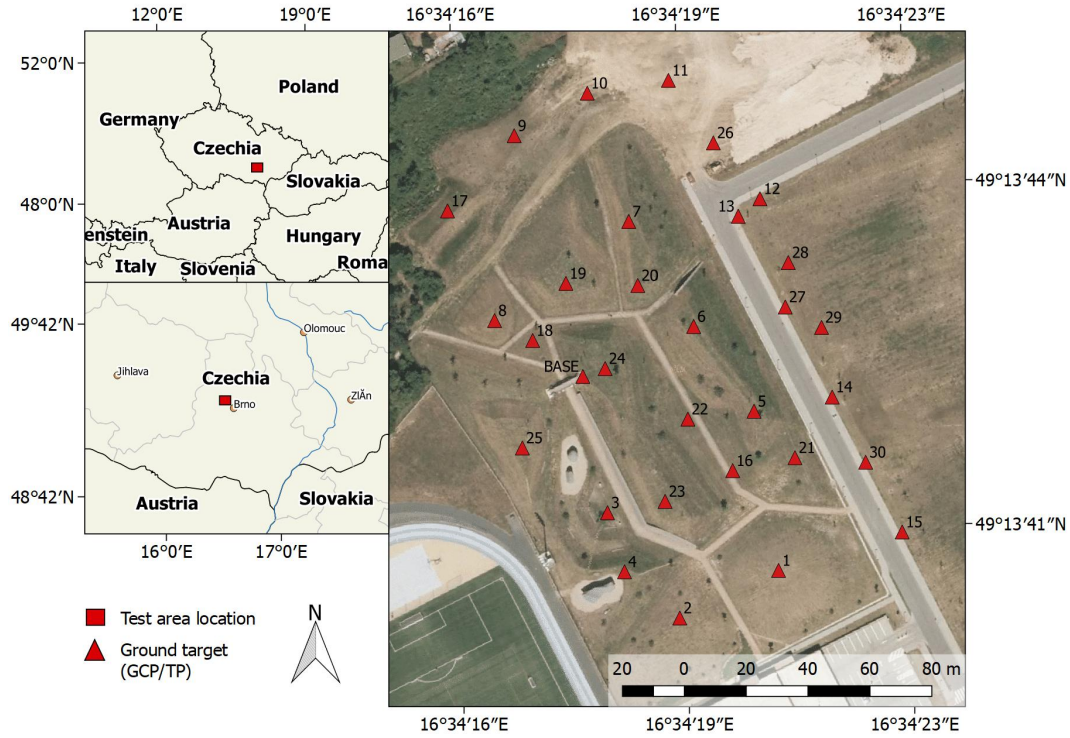 12°0′E
19°0′E
52°0′N
48°0′N
Poland
Germany
Czechia
Slovakia
Austria
Hungary
enstein
Roma
Italy
Slovenia
49°42′N
48°42′N
Olomouc
Jihlava
Czechia
ZlĂn
Brno
Austria
Slovakia
16°0′E
17°0′E
Test area location
Ground target
(GCP/TP)
N
16°34′16″E
16°34′19″E
16°34′23″E
11
10
9
26
12
17
13
7
28
19
20
27
8
6
29
18
24
BASE
14
5
22
25
21
30
16
23
3
15
1
4
2
49°13′44″N
49°13′41″N
20
0
20
40
60
80 m
16°34′16″E
16°34′19″E
16°34′23″E